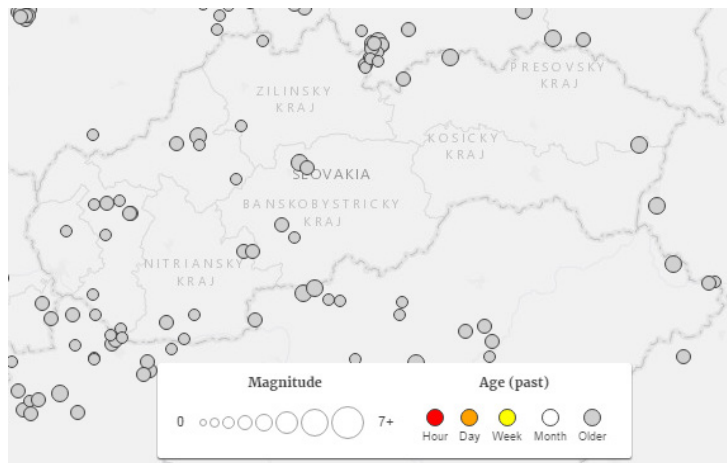 PRESOVSKY
KRAJ
ZILINSKY
KRAJ
KOSICKY
KRAJ
SLOVAKIA
BANSKOBYSTRICKY
KRAJ
NITRIANSKY
KRAJ
Magnitude
Age (past)
0
7+
Hour
Day
Week
Month
Older